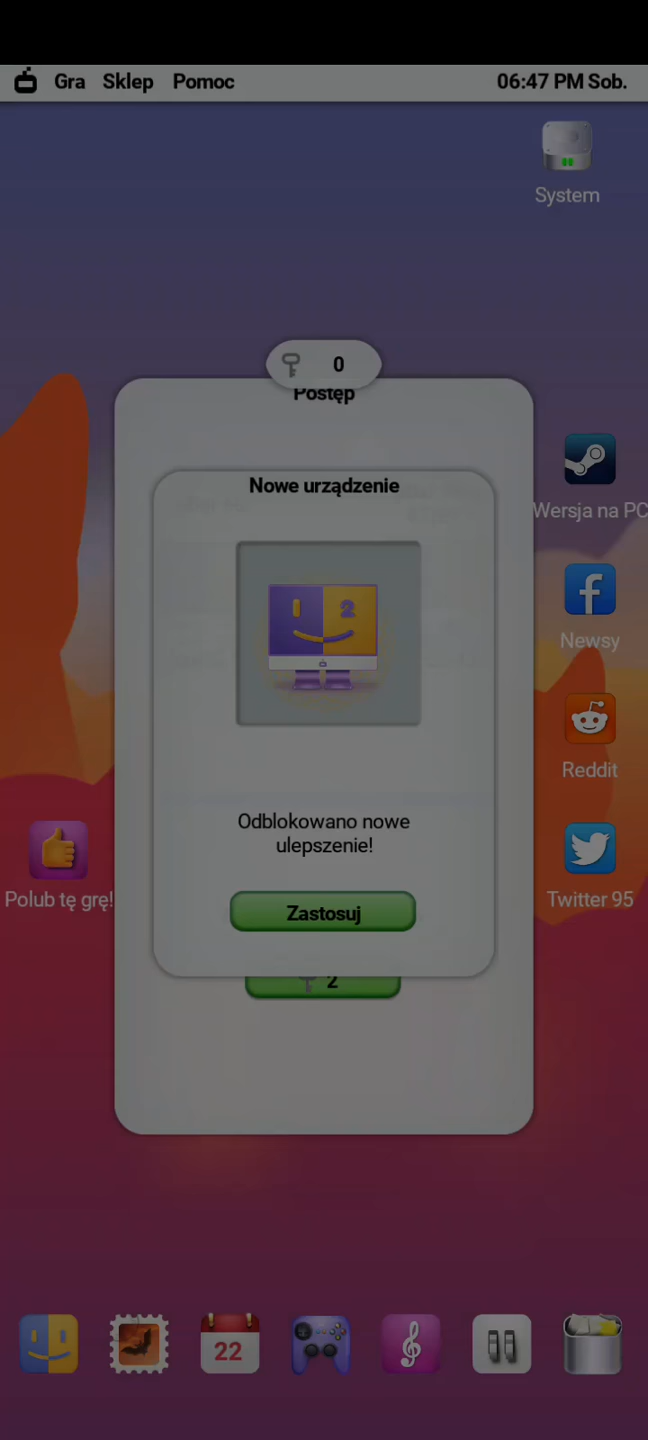 Gra Sklep Pomoc 06:47 PM Sob.
System
0
Postęp
Wersja na PC
Nowe urządzenie
Newsy
Reddit
Odblokowano nowe
ulepszenie!
Polub tę grę!
Twitter 95
Zastosuj
2
22